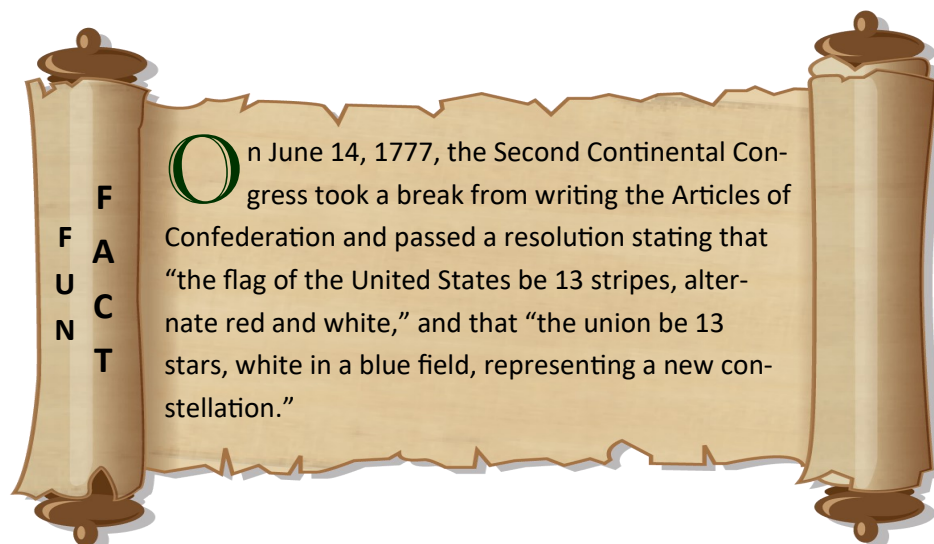 FUN
FACT
On June 14, 1777, the Second Continental Con-
gress took a break from writing the Articles of
Confederation and passed a resolution stating that
“the flag of the United States be 13 stripes, alter-
nate red and white,” and that “the union be 13
stars, white in a blue field, representing a new con-
stellation.”